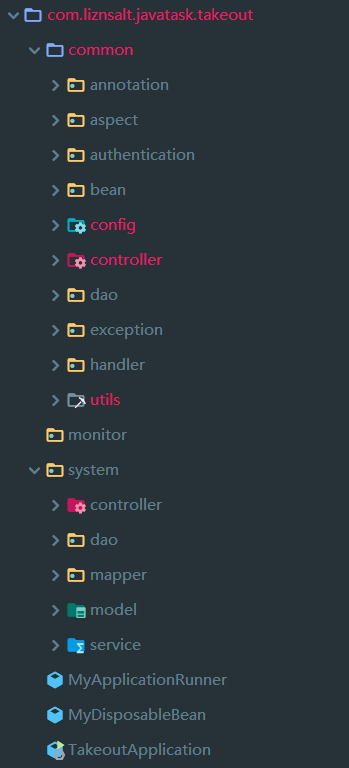 com.liznsalt.javatask.takeout
common
annotation
aspect
authentication
bean
config
controller
dao
exception
handler
utils
monitor
system
controller
dao
mapper
model
service
MyApplicationRunner
MyDisposableBean
TakeoutApplication